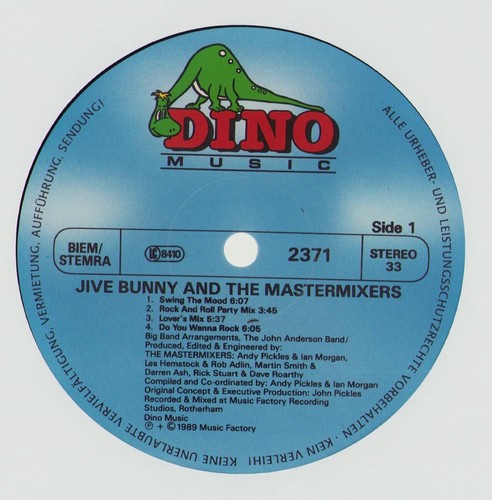 DINO
MUSIC
Side 1
BIEM/
STEMRA
LC 8410
2371
STEREO
33
JIVE BUNNY AND THE MASTERMIXERS
1. Swing The Mood 6:07
2. Rock And Roll Party Mix 3:45
3. Lover's Mix 5:37
4. Do You Wanna Rock 6:05
Big Band Arrangements, The John Anderson Band/
Produced, Edited & Engineered by:
THE MASTERMIXERS: Andy Pickles & Ian Morgan,
Les Hemstock & Rob Adlin, Martin Smith &
Darren Ash, Rick Stuart & Dave Roarthy
Compiled and Co-ordinated by: Andy Pickles & Ian Morgan
Original Concept & Executive Production: John Pickles
Recorded & Mixed at Music Factory Recording
Studios, Rotherham
Dino Music
Ⓟ + © 1989 Music Factory
ALLE URHEBER- UND LEISTUNGSSCHUTZRECHTE VORBEHALTEN · KEIN VERLEIH! · KEINE UNERLAUBTE VERVIELFÄLTIGUNG, VERMIETUNG, AUFFÜHRUNG, SENDUNG!